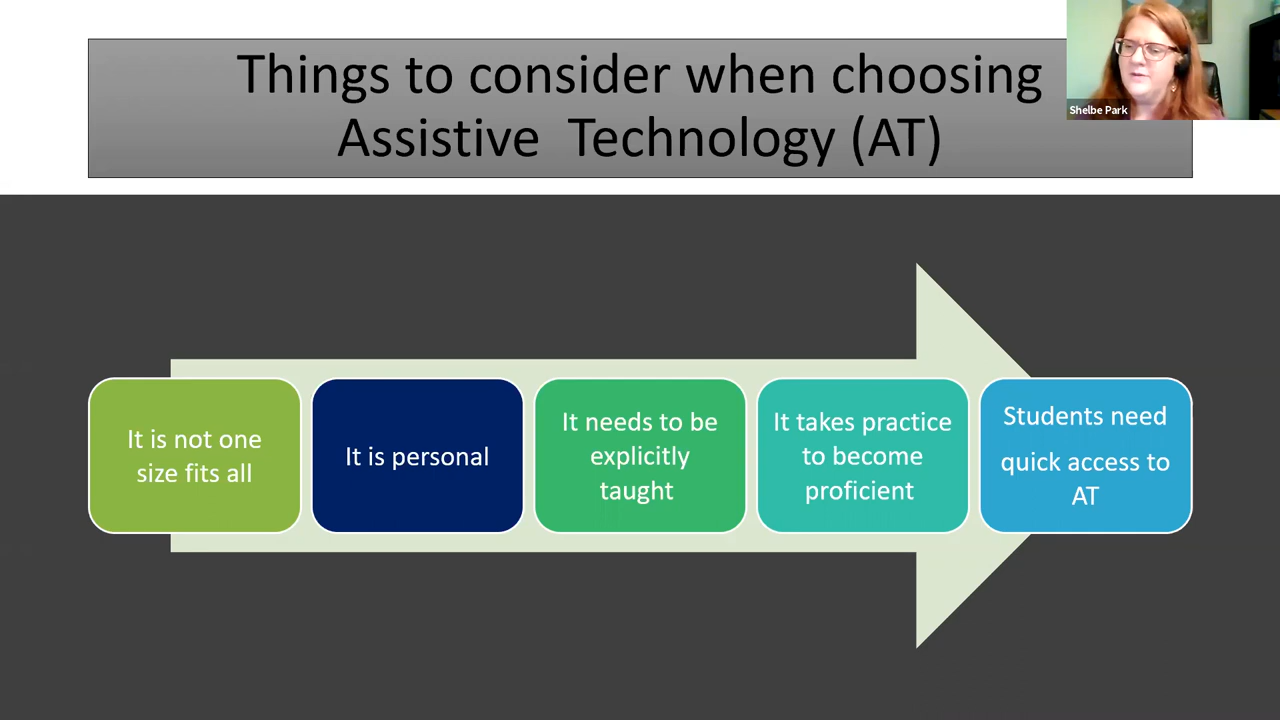 Things to consider when choosing
Assistive Technology (AT)
Shelbe Park
It is not one
size fits all
It is personal
It needs to be
explicitly
taught
It takes practice
to become
proficient
Students need
quick access to
AT